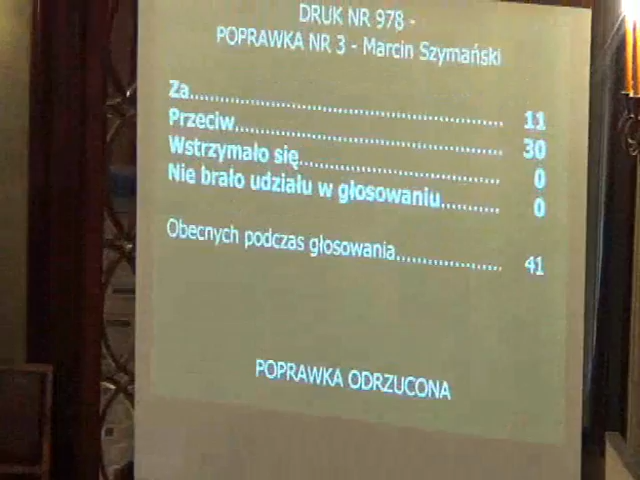 DRUK NR 978 -
POPRAWKA NR 3 - Marcin Szymański
Za.................................................. 11
Przeciw........................................... 30
Wstrzymało się................................ 0
Nie brało udziału w głosowaniu.......... 0
Obecnych podczas głosowania................. 41
POPRAWKA ODRZUCONA